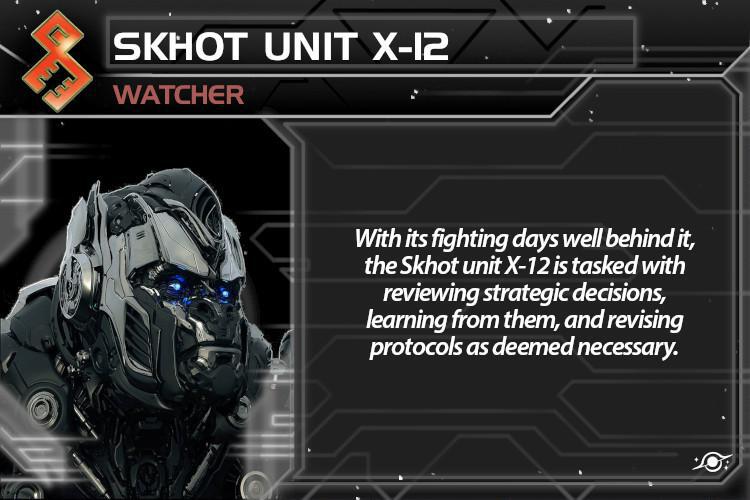 SKHOT UNIT X-12
WATCHER
With its fighting days well behind it,
the Skhot unit X-12 is tasked with
reviewing strategic decisions,
learning from them, and revising
protocols as deemed necessary.